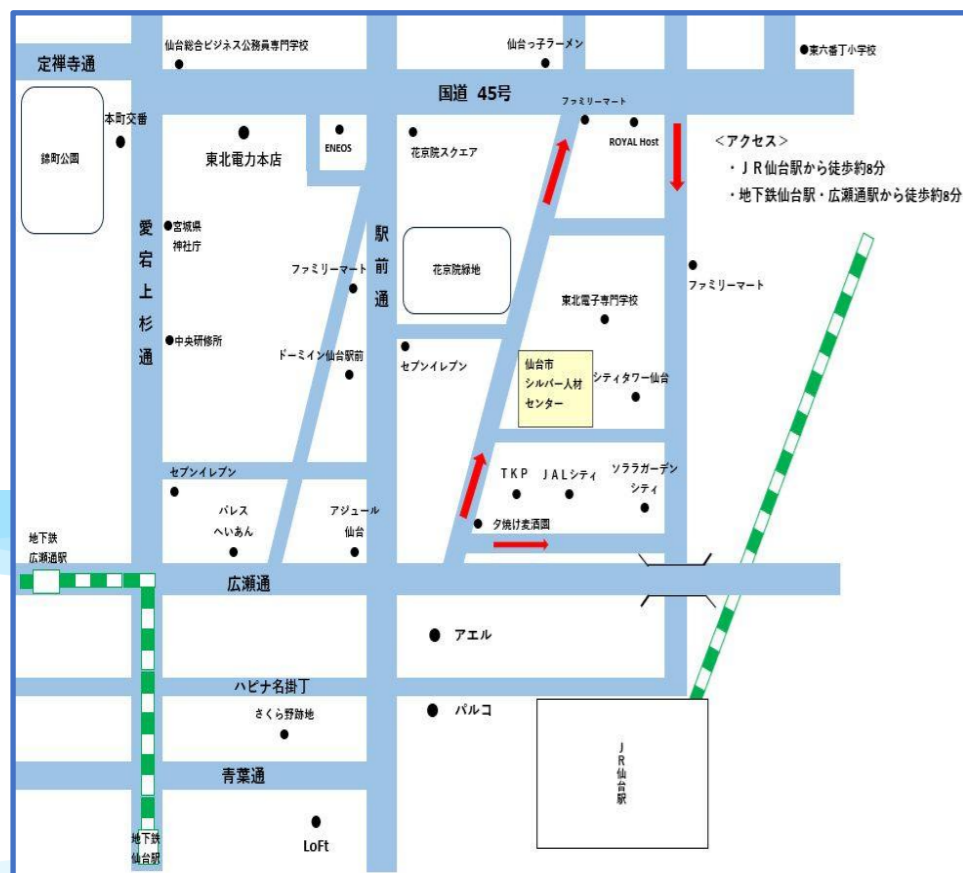 仙台総合ビジネス公務員専門学校
仙台っ子ラーメン
東六番丁小学校
定禅寺通
国道 45号
ファミリーマート
本町交番
東北電力本店
ENEOS
花京院スクエア
ROYAL Host
<アクセス>
・ＪＲ仙台駅から徒歩約8分
・地下鉄仙台駅・広瀬通駅から徒歩約8分
錦町公園
愛宕上杉通
宮城県
神社庁
駅前通
花京院緑地
ファミリーマート
ファミリーマート
東北電子専門学校
中央研修所
ドーミイン仙台駅前
セブンイレブン
仙台市
シルバー人材
センター
シティタワー仙台
セブンイレブン
パレス
へいあん
アジュール
仙台
ＴＫＰ
ＪＡＬシティ
ソララガーデン
シティ
夕焼け麦酒園
地下鉄
広瀬通駅
広瀬通
アエル
ハピナ名掛丁
さくら野跡地
パルコ
ＪＲ仙台駅
青葉通
地下鉄
仙台駅
LoFt